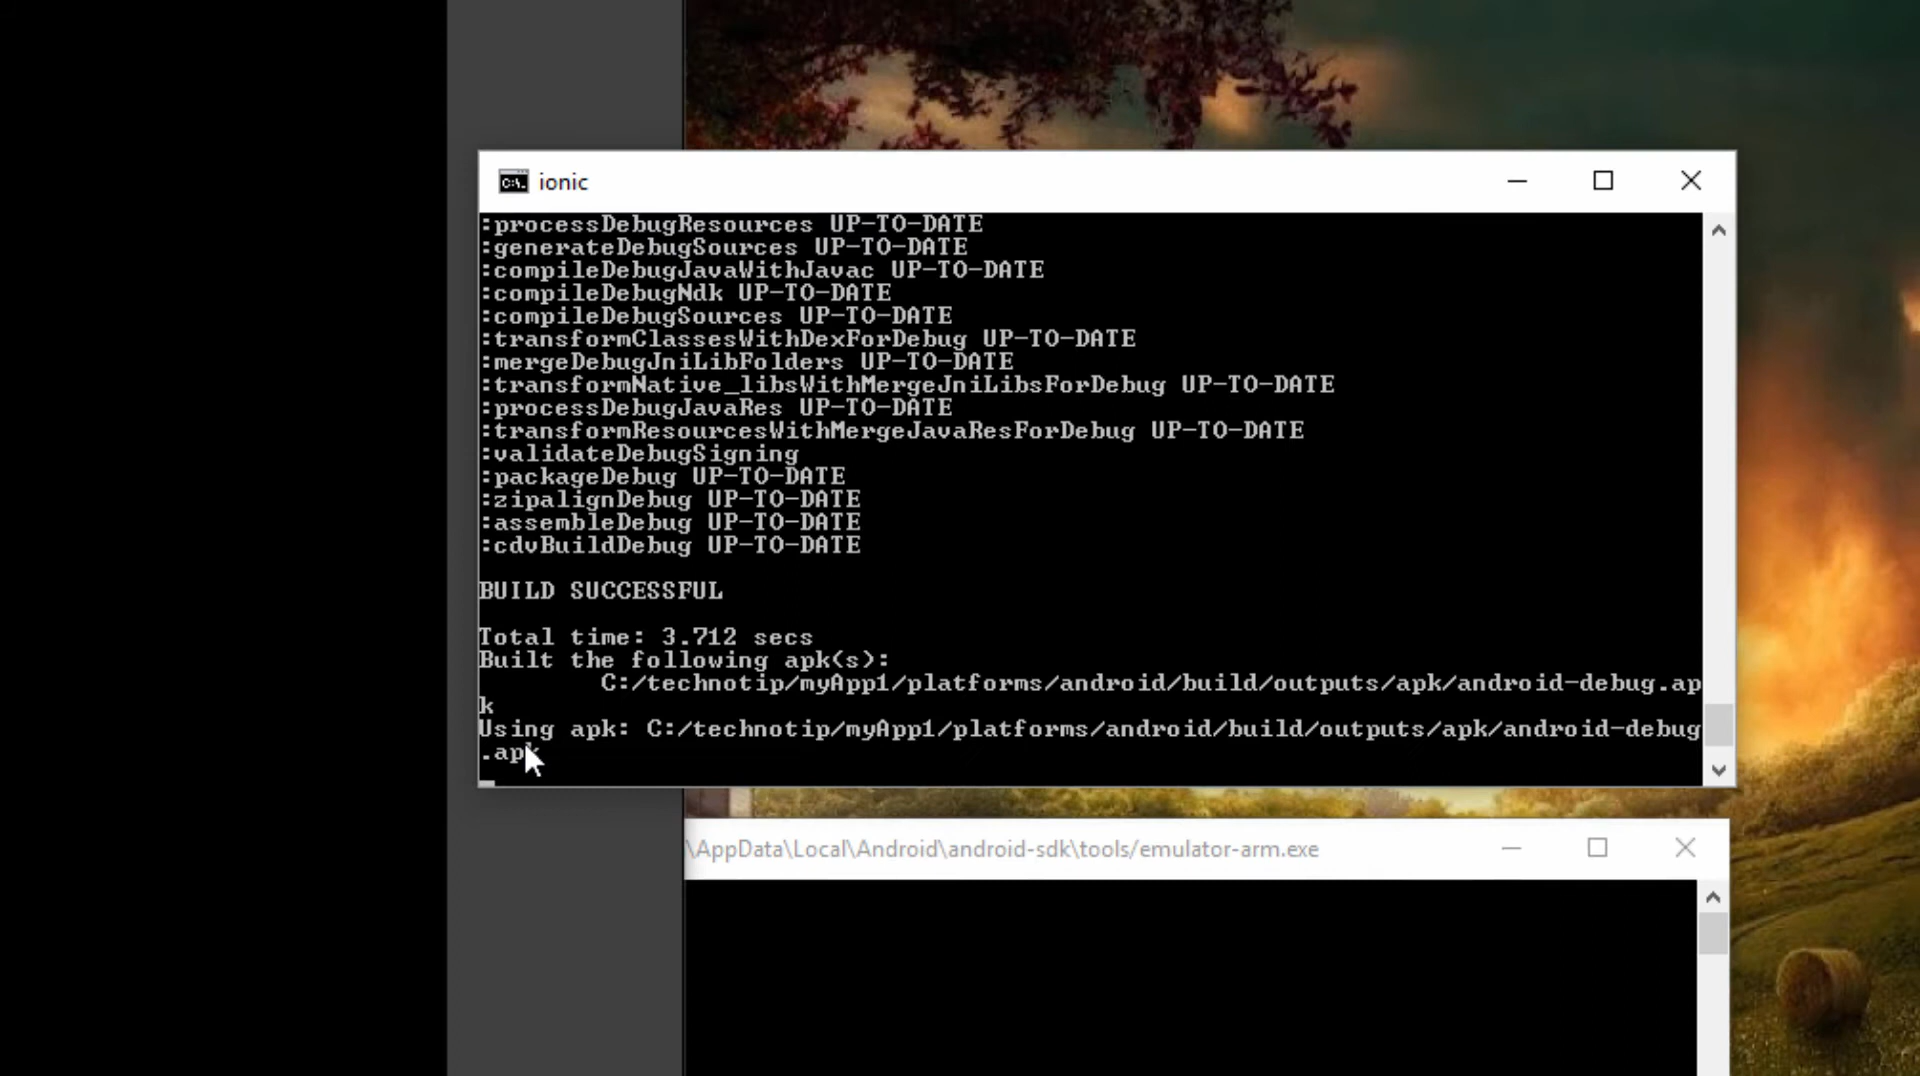 ionic
:processDebugResources UP-TO-DATE
:generateDebugSources UP-TO-DATE
:compileDebugJavaWithJavac UP-TO-DATE
:compileDebugNdk UP-TO-DATE
:compileDebugSources UP-TO-DATE
:transformClassesWithDexForDebug UP-TO-DATE
:mergeDebugJniLibFolders UP-TO-DATE
:transformNative_libsWithMergeJniLibsForDebug UP-TO-DATE
:processDebugJavaRes UP-TO-DATE
:transformResourcesWithMergeJavaResForDebug UP-TO-DATE
:validateDebugSigning
:packageDebug UP-TO-DATE
:zipalignDebug UP-TO-DATE
:assembleDebug UP-TO-DATE
:cdvBuildDebug UP-TO-DATE
BUILD SUCCESSFUL
Total time: 3.712 secs
Built the following apk(s):
C:/technotip/myApp1/platforms/android/build/outputs/apk/android-debug.ap
k
Using apk: C:/technotip/myApp1/platforms/android/build/outputs/apk/android-debug
.apk
\AppData\Local\Android\android-sdk\tools/emulator-arm.exe